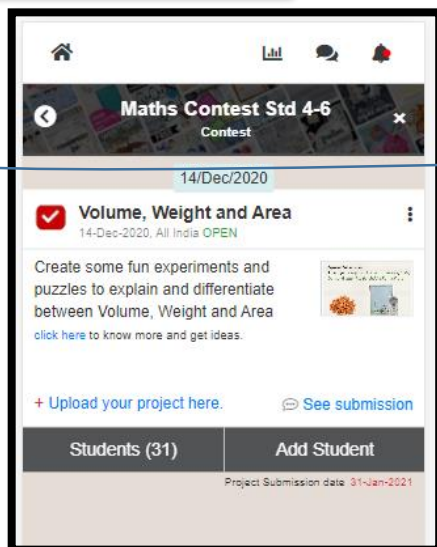 Maths Contest Std 4-6
Contest
14/Dec/2020
Volume, Weight and Area
14-Dec-2020, All India OPEN
Create some fun experiments and
puzzles to explain and differentiate
between Volume, Weight and Area
click here to know more and get ideas.
+ Upload your project here.
See submission
Students (31)
Add Student
Project Submission date 31-Jan-2021